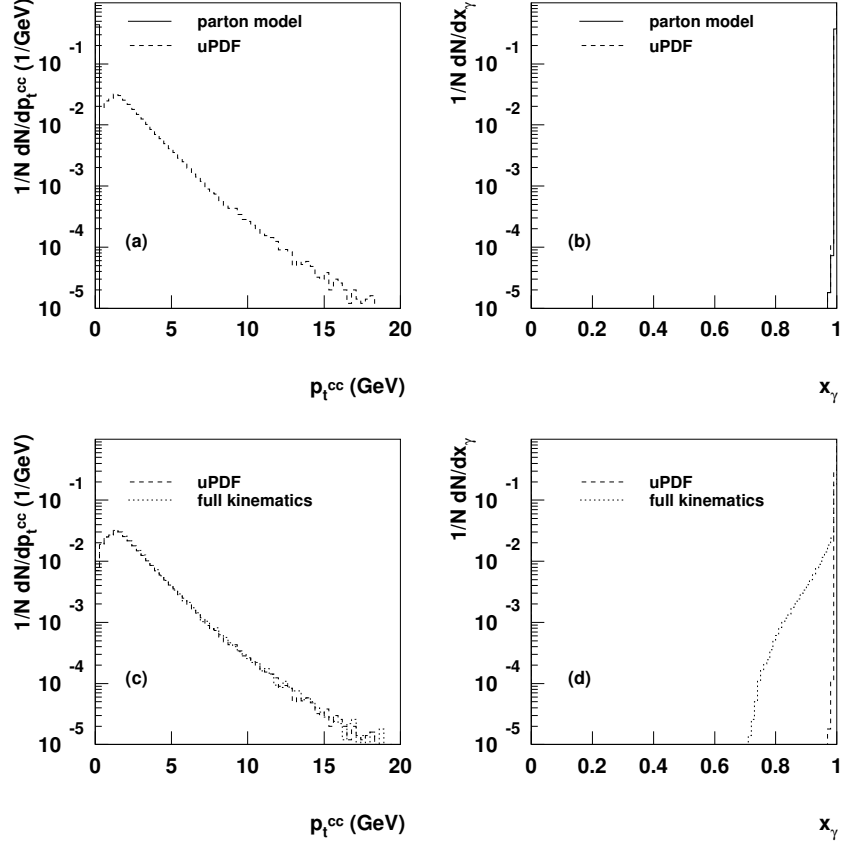 1/N dN/dp_t^cc (1/GeV)
parton model
uPDF
(a)
10^-1
10^-2
10^-3
10^-4
10^-5
0 5 10 15 20
p_t^cc (GeV)
1/N dN/dx_γ
parton model
uPDF
(b)
10^-1
10^-2
10^-3
10^-4
10^-5
0 0.2 0.4 0.6 0.8 1
x_γ
1/N dN/dp_t^cc (1/GeV)
uPDF
full kinematics
(c)
10^-1
10^-2
10^-3
10^-4
10^-5
0 5 10 15 20
p_t^cc (GeV)
1/N dN/dx_γ
uPDF
full kinematics
(d)
10^-1
10^-2
10^-3
10^-4
10^-5
0 0.2 0.4 0.6 0.8 1
x_γ